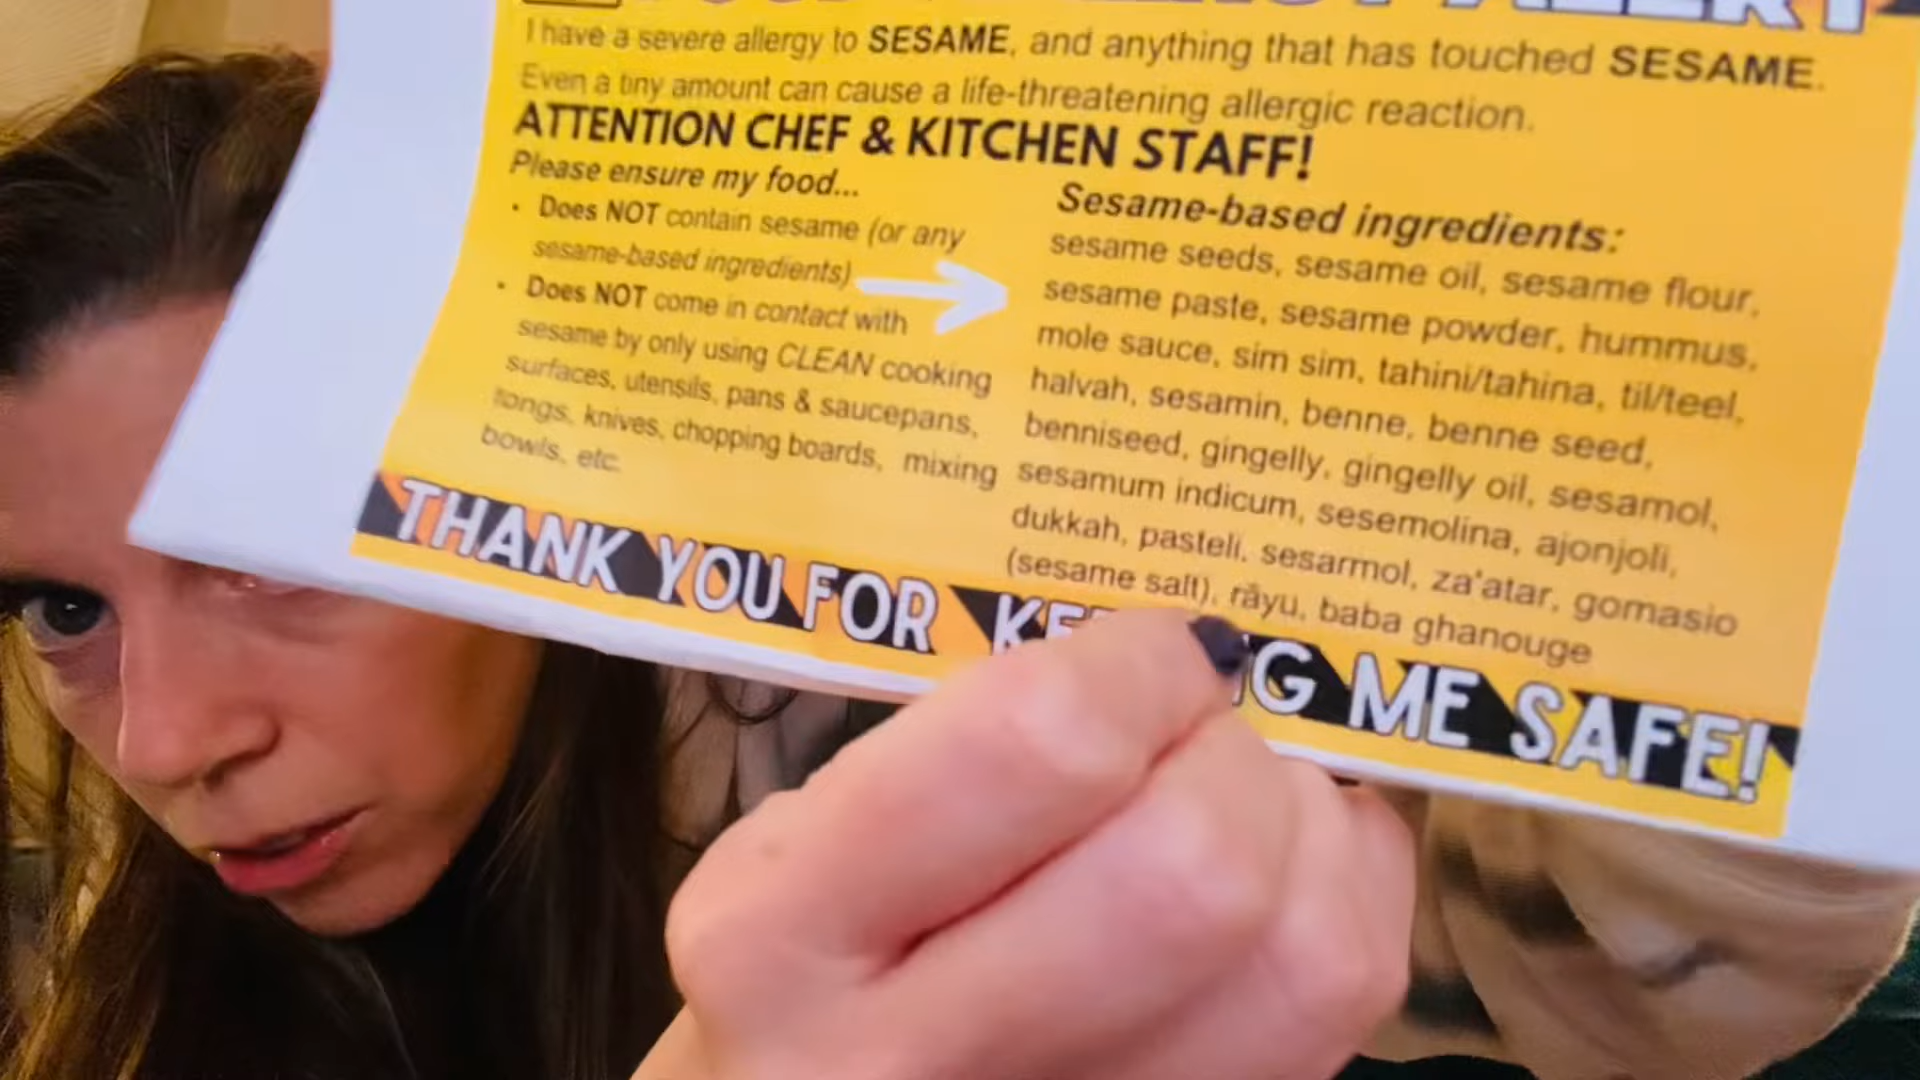 ALERT
I have a severe allergy to SESAME, and anything that has touched SESAME.
Even a tiny amount can cause a life-threatening allergic reaction.
ATTENTION CHEF & KITCHEN STAFF!
Please ensure my food...
• Does NOT contain sesame (or any
sesame-based ingredients)
• Does NOT come in contact with
sesame by only using CLEAN cooking
surfaces, utensils, pans & saucepans,
tongs, knives, chopping boards, mixing
bowls, etc.
Sesame-based ingredients:
sesame seeds, sesame oil, sesame flour,
sesame paste, sesame powder, hummus,
mole sauce, sim sim, tahini/tahina, til/teel,
halvah, sesamin, benne, benne seed,
benniseed, gingelly, gingelly oil, sesamol,
sesamum indicum, sesemolina, ajonjoli,
dukkah, pasteli, sesarmol, za'atar, gomasio
(sesame salt), rāyu, baba ghanouge
THANK YOU FOR KE NG ME SAFE!